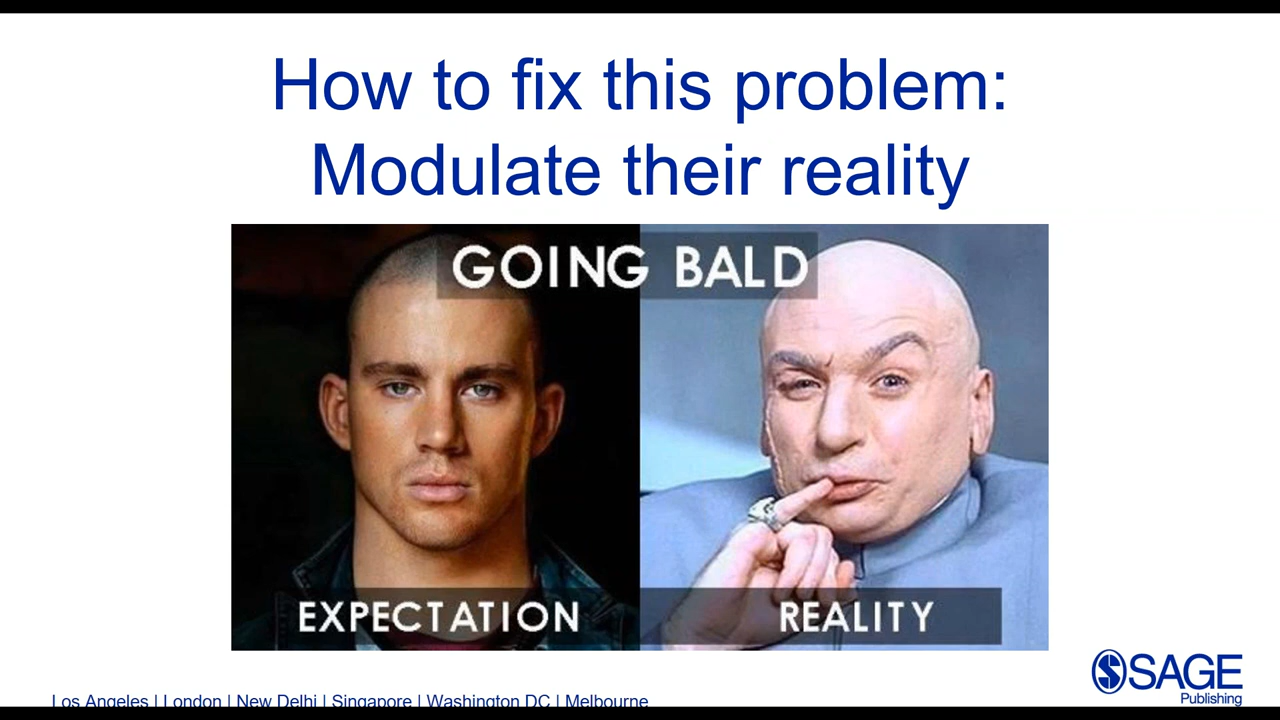 How to fix this problem:
Modulate their reality
GOING BALD
EXPECTATION
REALITY
SAGE
Publishing
Los Angeles | London | New Delhi | Singapore | Washington DC | Melbourne